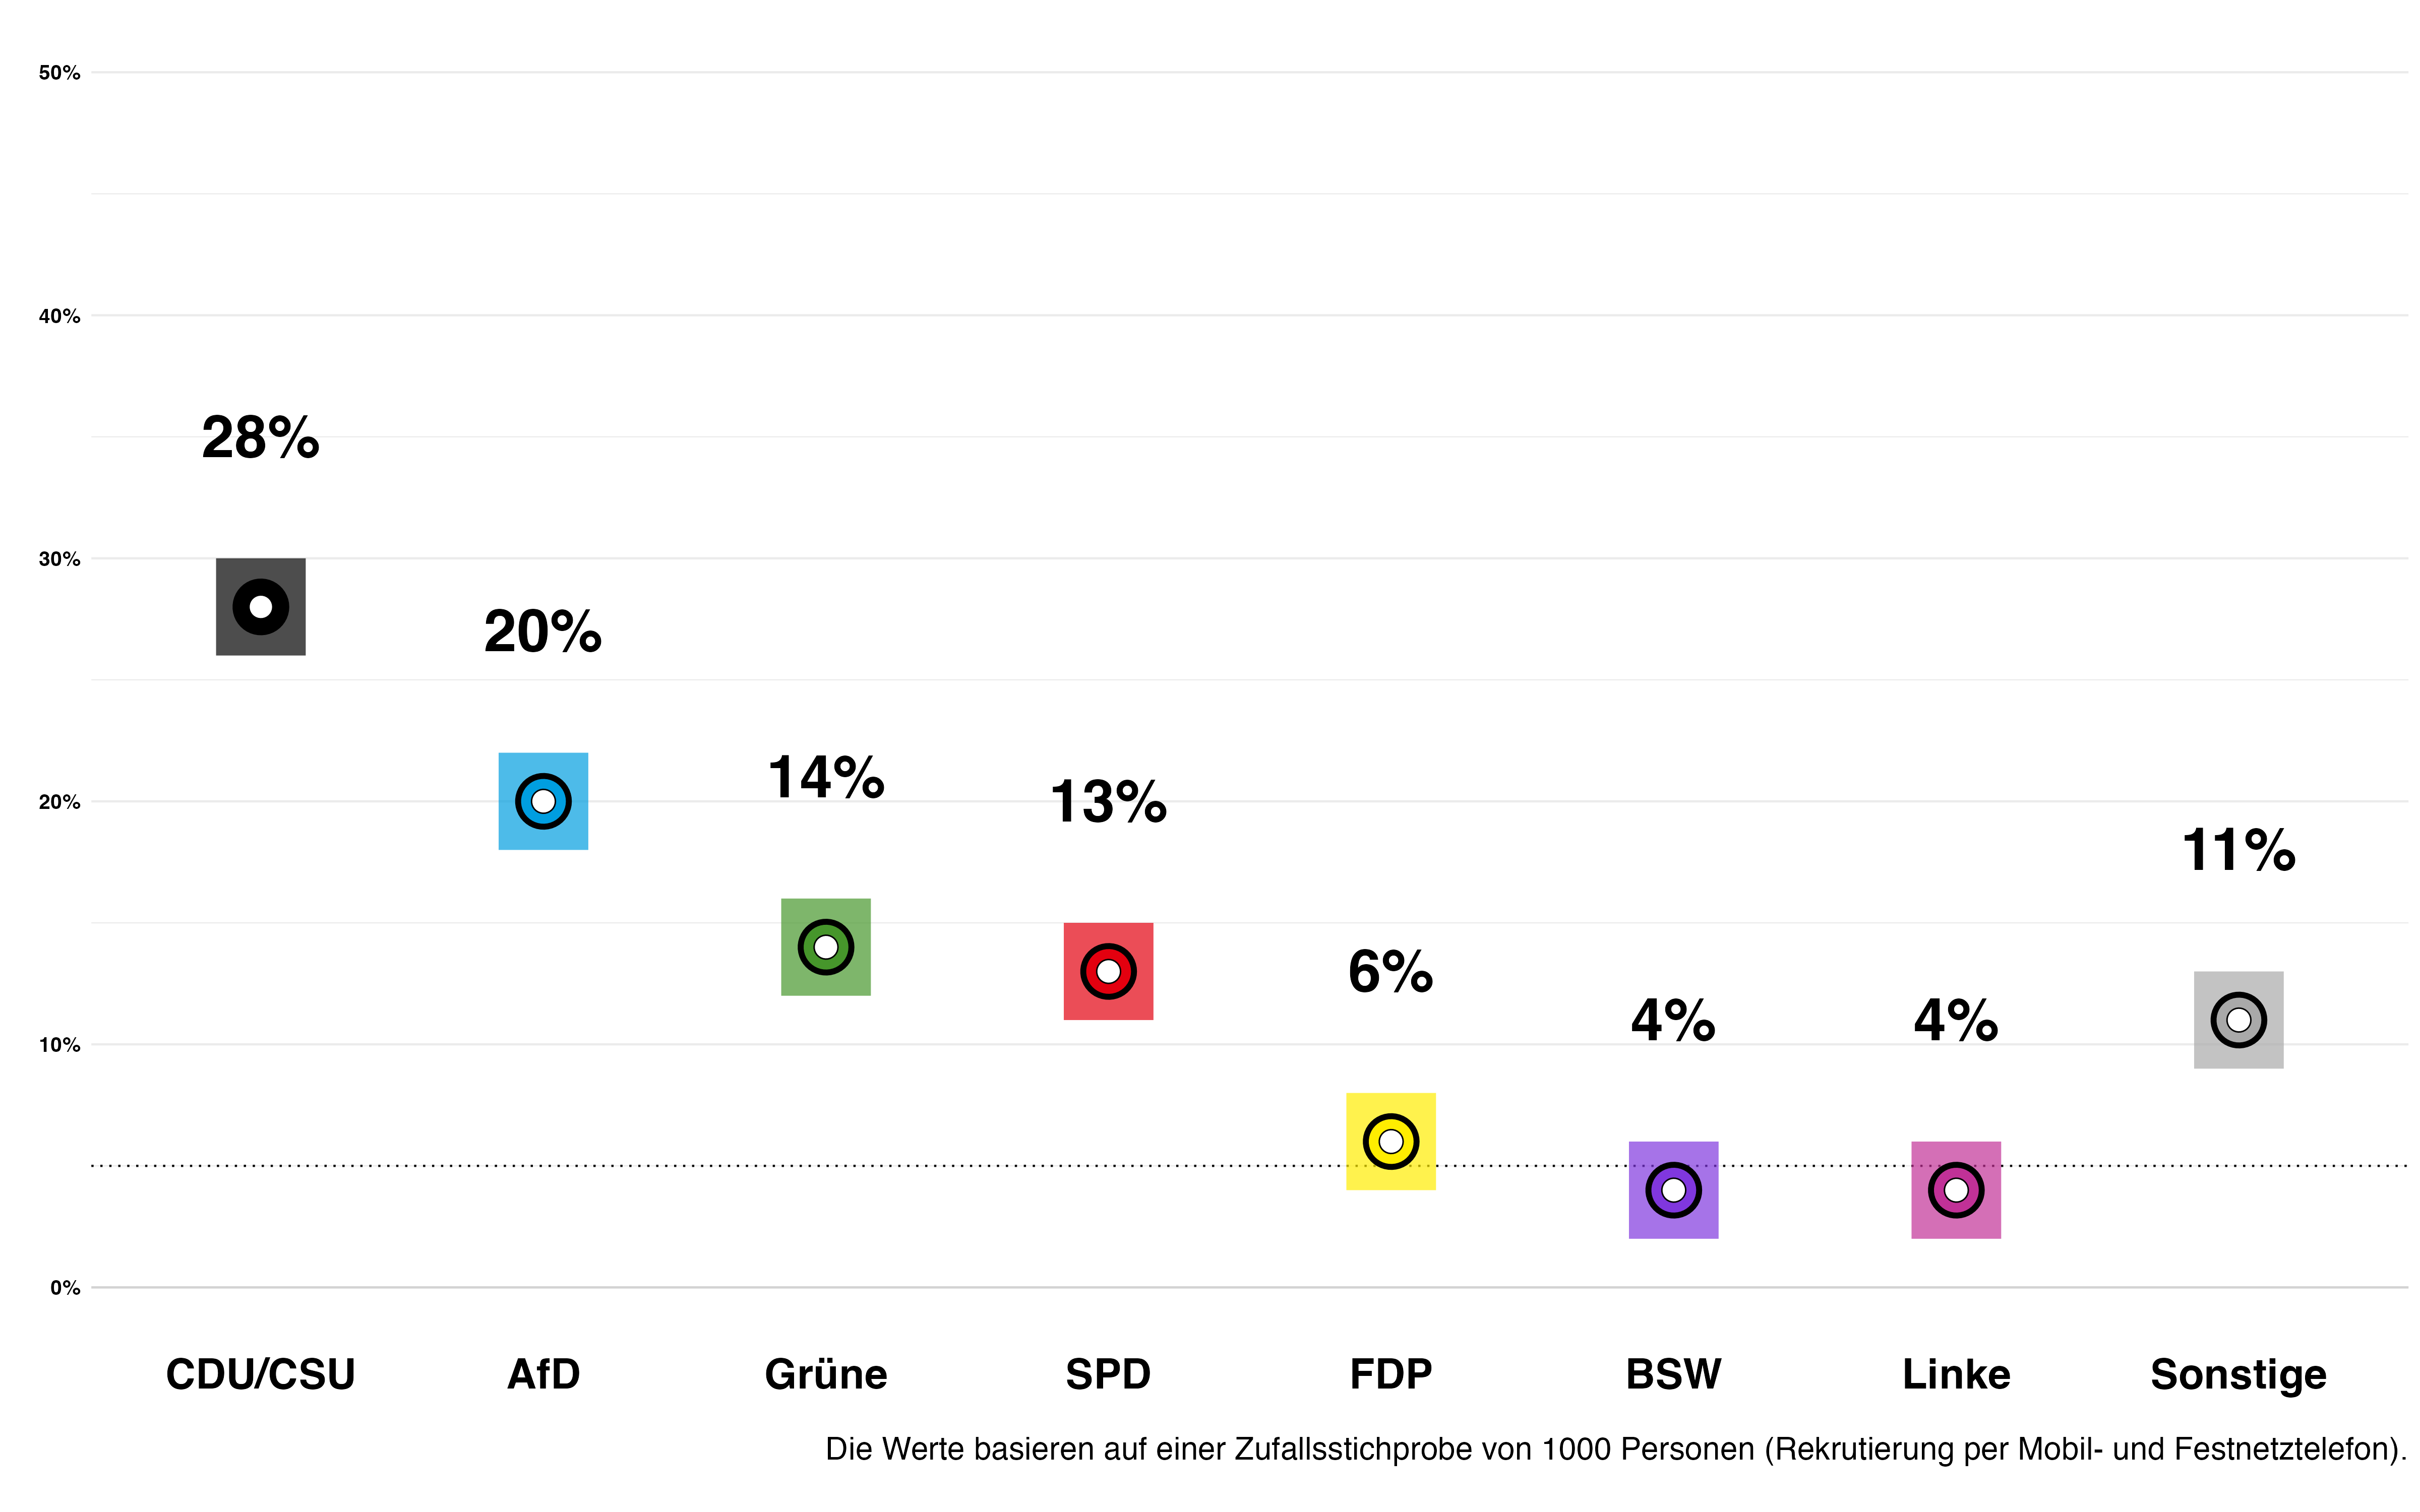 50%
40%
28%
30%
20%
14%
20%
13%
11%
6%
10%
4%
4%
0%
CDU/CSU
AfD
Grüne
SPD
FDP
BSW
Linke
Sonstige
Die Werte basieren auf einer Zufallsstichprobe von 1000 Personen (Rekrutierung per Mobil- und Festnetztelefon).